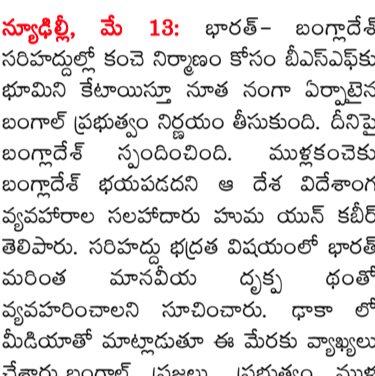 న్యూఢిల్లీ, మే 13: భారత్– బంగ్లాదేశ్
సరిహద్దుల్లో కంచె నిర్మాణం కోసం బీఎస్ఎఫ్‌కు
భూమిని కేటాయిస్తూ నూత నంగా ఏర్పాటైన
బంగాల్ ప్రభుత్వం నిర్ణయం తీసుకుంది. దీనిపై
బంగ్లాదేశ్ స్పందించింది. ముళ్లకంచెకు
బంగ్లాదేశ్ భయపడదని ఆ దేశ విదేశాంగ
వ్యవహారాల సలహాదారు హుమ యున్ కబీర్
తెలిపారు. సరిహద్దు భద్రత విషయంలో భారత్
మరింత మానవీయ దృక్ప థంతో
వ్యవహరించాలని సూచించారు. ఢాకా లో
మీడియాతో మాట్లాడుతూ ఈ మేరకు వ్యాఖ్యలు